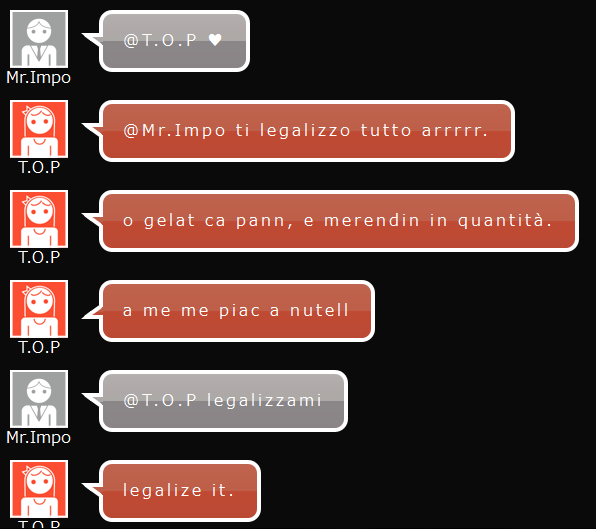 @T.O.P ♥
Mr.Impo
@Mr.Impo ti legalizzo tutto arrrrr.
T.O.P
o gelat ca pann, e merendin in quantità.
T.O.P
a me me piac a nutell
T.O.P
@T.O.P legalizzami
Mr.Impo
legalize it.
T.O.P